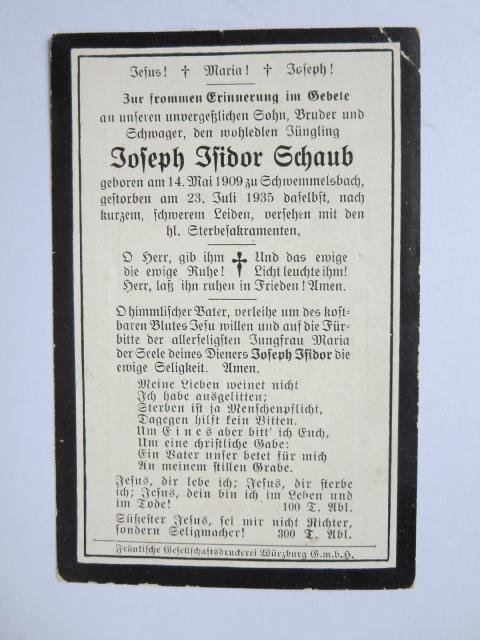 Jesus! † Maria! † Joseph!
Zur frommen Erinnerung im Gebete
an unseren unvergeßlichen Sohn, Bruder und
Schwager, den wohledlen Jüngling
Joseph Isidor Schaub
geboren am 14. Mai 1909 zu Schwemmelsbach,
gestorben am 23. Juli 1935 daselbst, nach
kurzem, schwerem Leiden, versehen mit den
hl. Sterbesakramenten.
O Herr, gib ihm † Und das ewige
die ewige Ruhe! Licht leuchte ihm!
Herr, laß ihn ruhen in Frieden! Amen.
O himmlischer Vater, verleihe um des kost-
baren Blutes Jesu willen und auf die Für-
bitte der allerseligsten Jungfrau Maria
der Seele deines Dieners Joseph Isidor die
ewige Seligkeit. Amen.
Meine Lieben weinet nicht
Ich habe ausgelitten;
Sterben ist ja Menschenpflicht,
Dagegen hilft kein Bitten.
Um Eines aber bitt' ich Euch,
Um eine christliche Gabe:
Ein Vater unser betet für mich
An meinem stillen Grabe.
Jesus, dir lebe ich; Jesus, dir sterbe
ich; Jesus, dein bin ich im Leben und
im Tode! 100 T. Abl.
Süßester Jesus, sei mir nicht Richter,
sondern Seligmacher! 300 T. Abl.
Fränkische Gesellschaftsdruckerei Würzburg G.m.b.H.